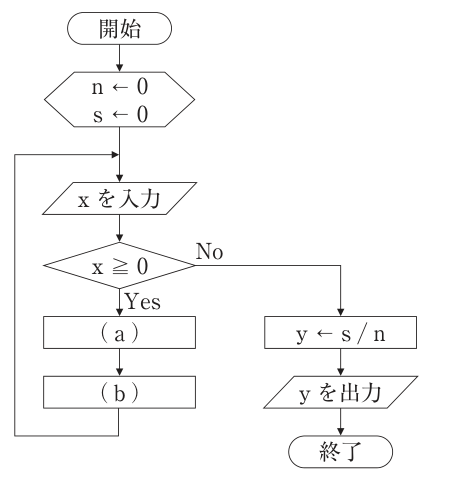 開始
n ← 0
s ← 0
x を入力
x ≧ 0
No
Yes
(a)
(b)
y ← s / n
y を出力
終了